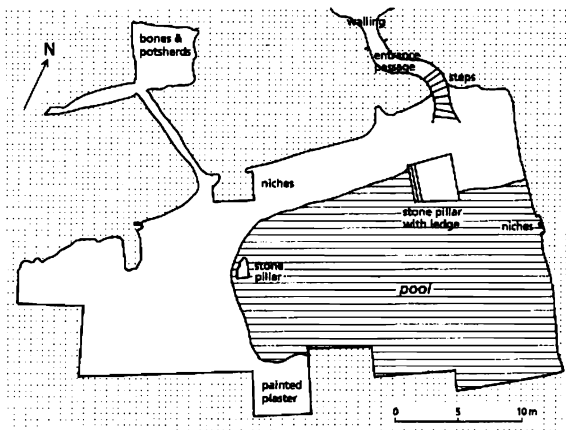 walling
bones &
potsherds
N
entrance
passage
steps
niches
stone pillar
with ledge
niches
stone
pillar
pool
painted
plaster
0 5 10 m